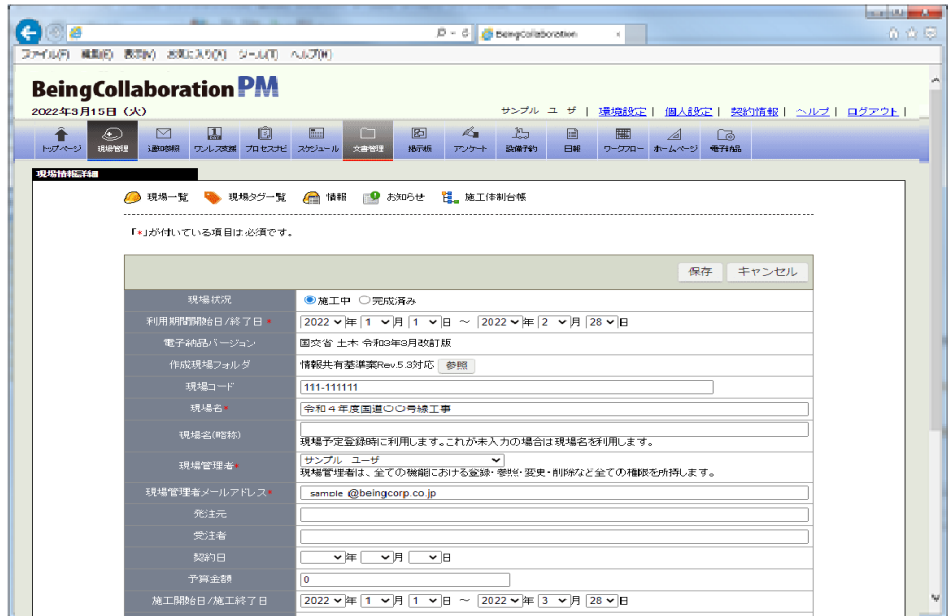 BeingCollaboration
ファイル(F) 編集(E) 表示(V) お気に入り(A) ツール(T) ヘルプ(H)
BeingCollaboration PM
2022年3月15日 (火)
サンプル ユーザ | 環境設定 | 個人設定 | 契約情報 | ヘルプ | ログアウト |
トップページ 現場管理 ワンレス支援 プロセスナビ スケジュール 文書管理 掲示板 アンケート 設備予約 日報 ワークフロー ホームページ 電子納品
現場情報詳細
現場一覧 現場タグ一覧 情報 お知らせ 施工体制台帳
「*」が付いている項目は必須です。
保存 キャンセル
現場状況 施工中 完成済み
利用期間開始日/終了日* 2022 年 1 月 1 日 ～ 2022 年 2 月 28 日
電子納品バージョン 国交省 土木 令和3年3月改訂版
作成現場フォルダ 情報共有基準案Rev.5.3対応 参照
現場コード 111-111111
現場名* 令和４年度国道〇〇号線工事
現場名(略称)
現場予定登録時に利用します。これが未入力の場合は現場名を利用します。
現場管理者* サンプル ユーザ
現場管理者は、全ての機能における登録・参照・変更・削除など全ての権限を所持します。
現場管理者メールアドレス* sample @beingcorp.co.jp
発注元
受注者
契約日 年 月 日
予算金額 0
施工開始日/施工終了日 2022 年 1 月 1 日 ～ 2022 年 3 月 28 日